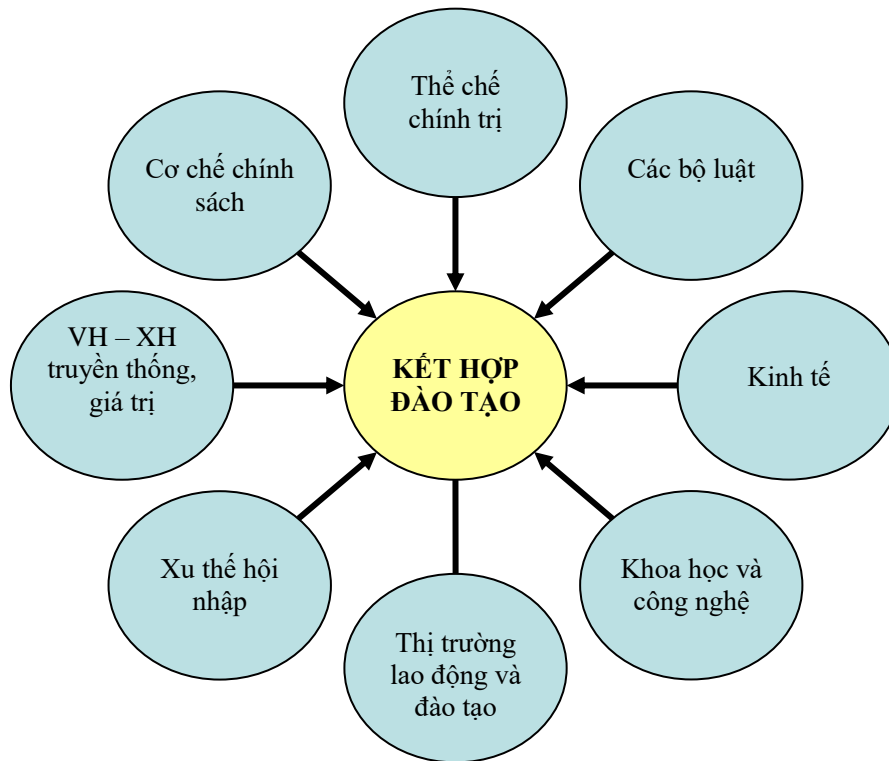 Thể chế
chính trị
Cơ chế chính
sách
Các bộ luật
VH – XH
truyền thống,
giá trị
KẾT HỢP
ĐÀO TẠO
Kinh tế
Xu thế hội
nhập
Khoa học và
công nghệ
Thị trường
lao động và
đào tạo